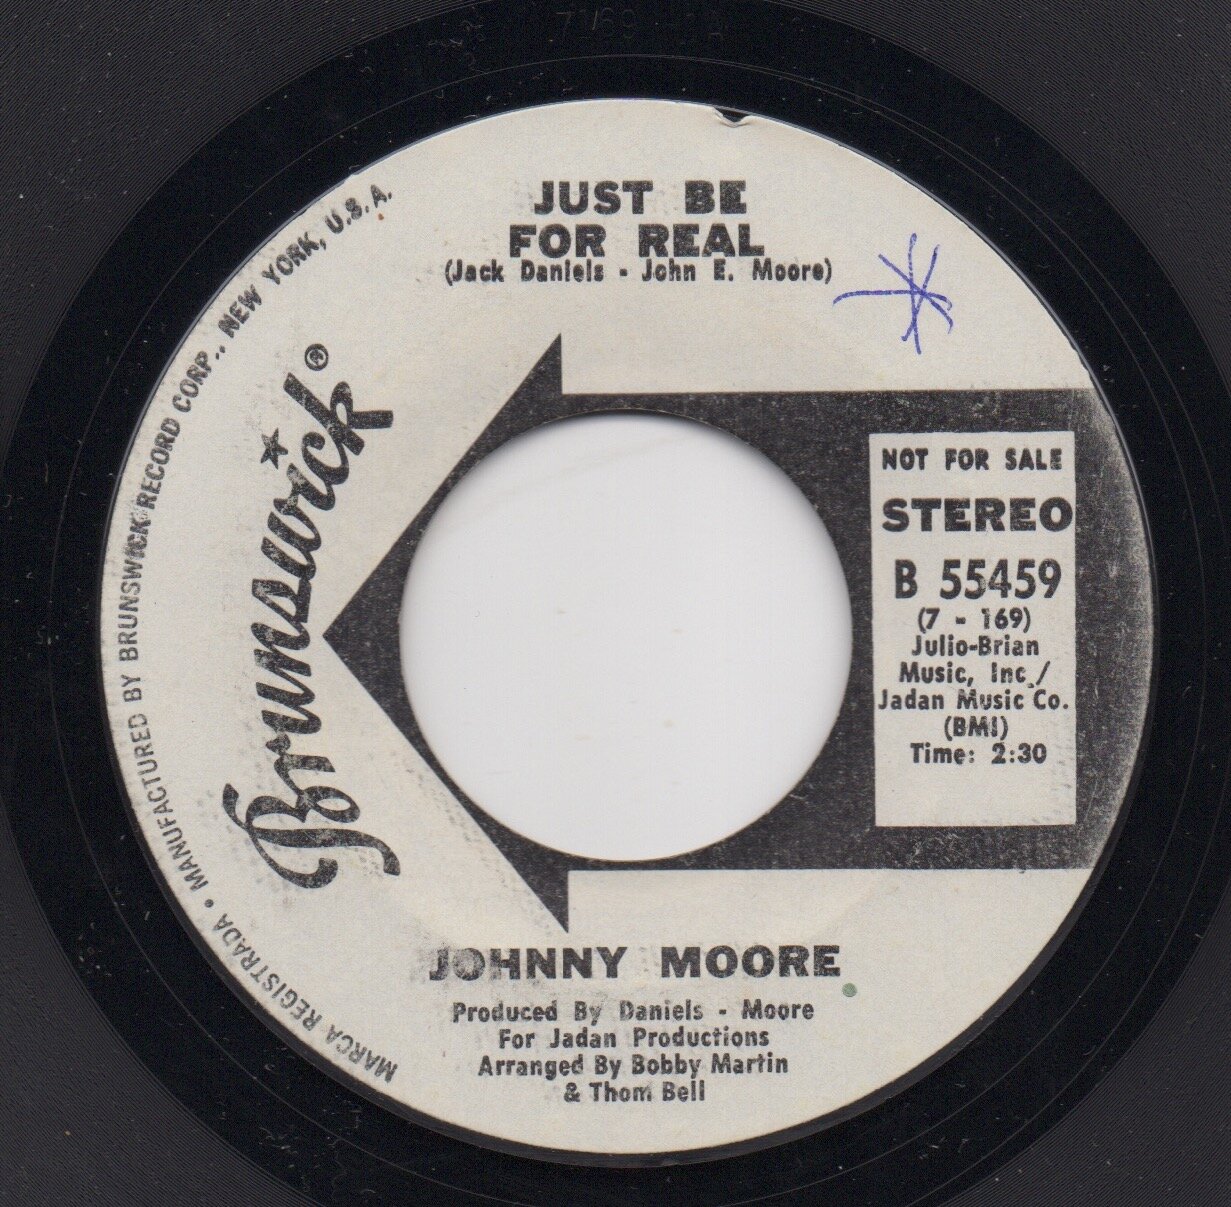 JUST BE
FOR REAL
(Jack Daniels - John E. Moore)
Brunswick®
NOT FOR SALE
STEREO
B 55459
(7 - 169)
Julio-Brian
Music, Inc./
Jadan Music Co.
(BMI)
Time: 2:30
JOHNNY MOORE
Produced By Daniels - Moore
For Jadan Productions
Arranged By Bobby Martin
& Thom Bell
MARCA REGISTRADA • MANUFACTURED BY BRUNSWICK RECORD CORP., NEW YORK, U.S.A.